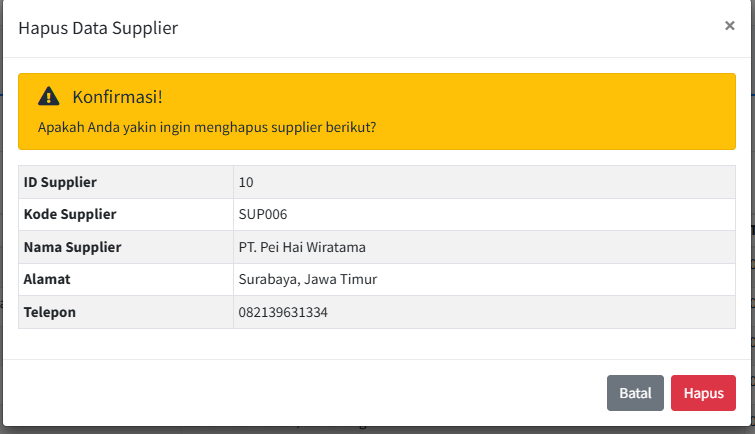 Hapus Data Supplier ×
Konfirmasi!
Apakah Anda yakin ingin menghapus supplier berikut?
ID Supplier 10
Kode Supplier SUP006
Nama Supplier PT. Pei Hai Wiratama
Alamat Surabaya, Jawa Timur
Telepon 082139631334
Batal Hapus